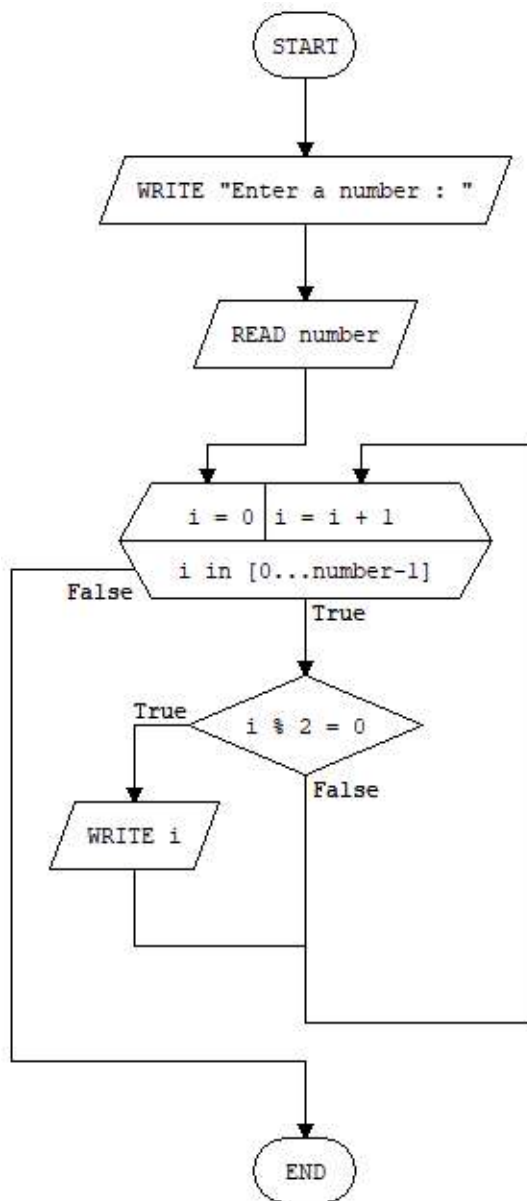 START
WRITE "Enter a number : "
READ number
i = 0 i = i + 1
i in [0...number-1]
False
True
True
i % 2 = 0
False
WRITE i
END